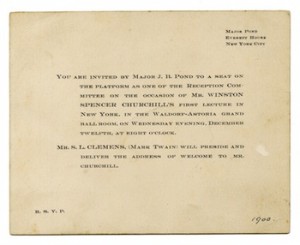 Major Pond
Everett House
New York City
You are invited by Major J. B. Pond to a seat on
the platform as one of the Reception Com-
mittee on the occasion of Mr. WINSTON
SPENCER CHURCHILL'S first lecture in
New York, in the Waldorf-Astoria Grand
Ball Room, on Wednesday evening, December
twelfth, at eight o'clock.
Mr. S. L. CLEMENS, (Mark Twain) will preside and
deliver the address of welcome to Mr.
Churchill.
R. S. V. P.
1900